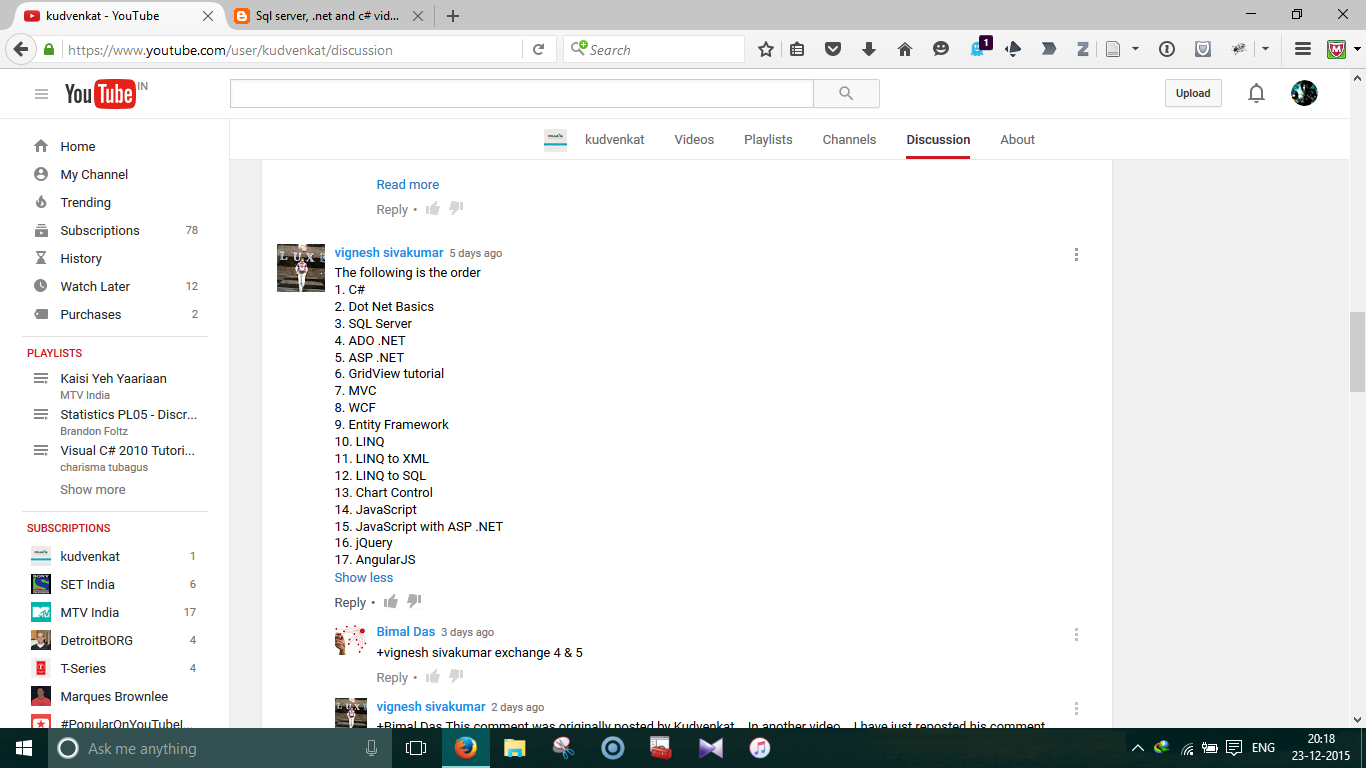 kudvenkat - YouTube
Sql server, .net and c# vid...
https://www.youtube.com/user/kudvenkat/discussion
Search
1
YouTube IN
Upload
Home
My Channel
Trending
Subscriptions 78
History
Watch Later 12
Purchases 2
PLAYLISTS
Kaisi Yeh Yaariaan
MTV India
Statistics PL05 - Discr...
Brandon Foltz
Visual C# 2010 Tutori...
charisma tubagus
Show more
SUBSCRIPTIONS
kudvenkat 1
SET India 6
MTV India 17
DetroitBORG 4
T-Series 4
Marques Brownlee
#PopularOnYouTubeI...
kudvenkat Videos Playlists Channels Discussion About
Read more
Reply •
vignesh sivakumar 5 days ago
The following is the order
1. C#
2. Dot Net Basics
3. SQL Server
4. ADO .NET
5. ASP .NET
6. GridView tutorial
7. MVC
8. WCF
9. Entity Framework
10. LINQ
11. LINQ to XML
12. LINQ to SQL
13. Chart Control
14. JavaScript
15. JavaScript with ASP .NET
16. jQuery
17. AngularJS
Show less
Reply •
Bimal Das 3 days ago
+vignesh sivakumar exchange 4 & 5
Reply •
vignesh sivakumar 2 days ago
+Bimal Das This comment was originally posted by Kudvenkat... In another video... I have just reposted his comment
Ask me anything
ENG
20:18
23-12-2015